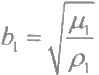 b₁ = √(μ₁/ρ₁)